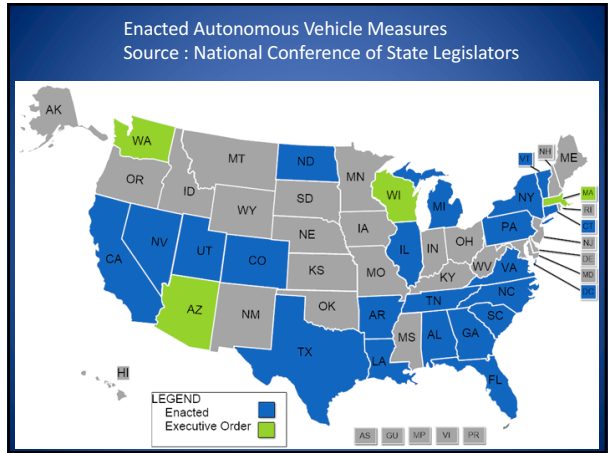 Enacted Autonomous Vehicle Measures
Source : National Conference of State Legislators
AK
WA
MT
ND
MN
VT
NH
ME
OR
ID
SD
WI
MI
NY
MA
RI
WY
CT
IA
NE
PA
NJ
NV
UT
IL
IN
OH
DE
CA
CO
KS
MO
WV
VA
MD
KY
DC
NC
TN
AZ
NM
OK
AR
SC
MS
AL
GA
TX
LA
HI
FL
LEGEND
Enacted
Executive Order
AS GU MP VI PR